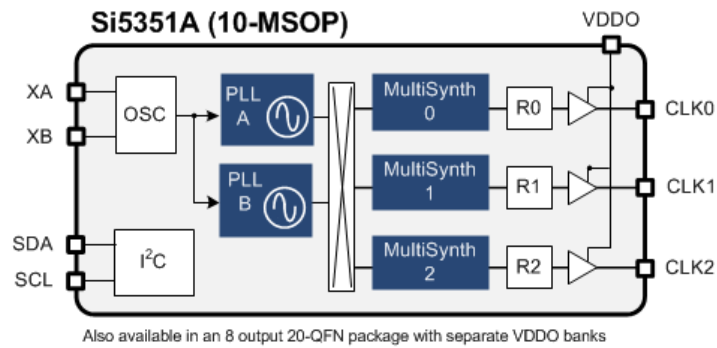 Si5351A (10-MSOP)
VDDO
XA
XB
OSC
PLL
A
PLL
B
MultiSynth
0
R0
CLK0
MultiSynth
1
R1
CLK1
MultiSynth
2
R2
CLK2
SDA
SCL
I²C
Also available in an 8 output 20-QFN package with separate VDDO banks